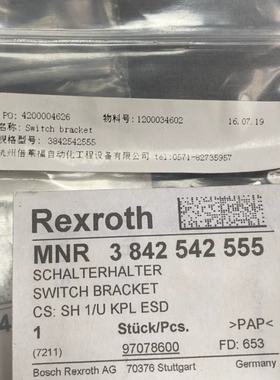 PO: 4200004626 物料号: 1200034602 16.07.19
名称: Switch bracket
规格型号: 3842542555
杭州倍莱福自动化工程设备有限公司 tel:0571-82735957
Rexroth
MNR 3 842 542 555
SCHALTERHALTER
SWITCH BRACKET
CS: SH 1/U KPL ESD
1 Stück/Pcs. >PAP<
(7211) 97078600 FD: 653
Bosch Rexroth AG 70376 Stuttgart Germany